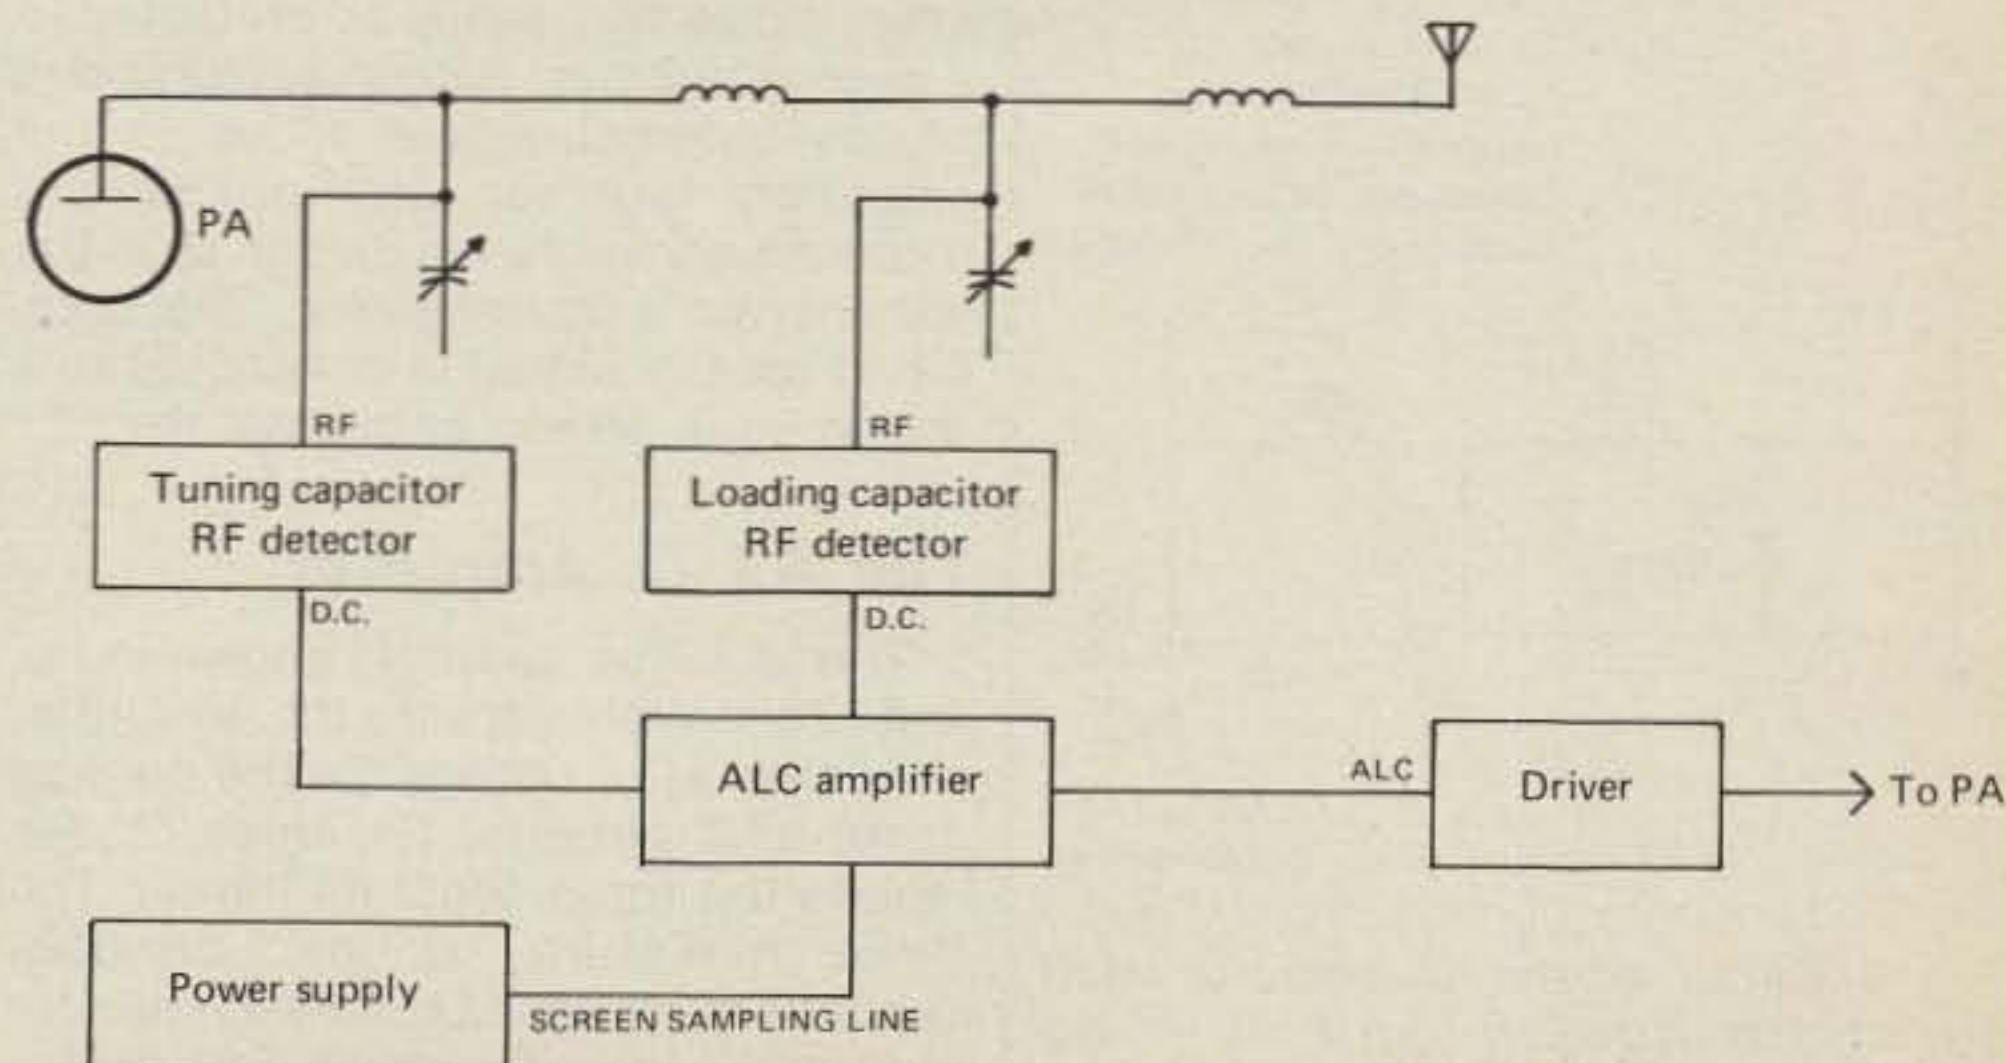 PA
RF
RF
Tuning capacitor
RF detector
Loading capacitor
RF detector
D.C.
D.C.
ALC amplifier
ALC
Driver
To PA
Power supply
SCREEN SAMPLING LINE